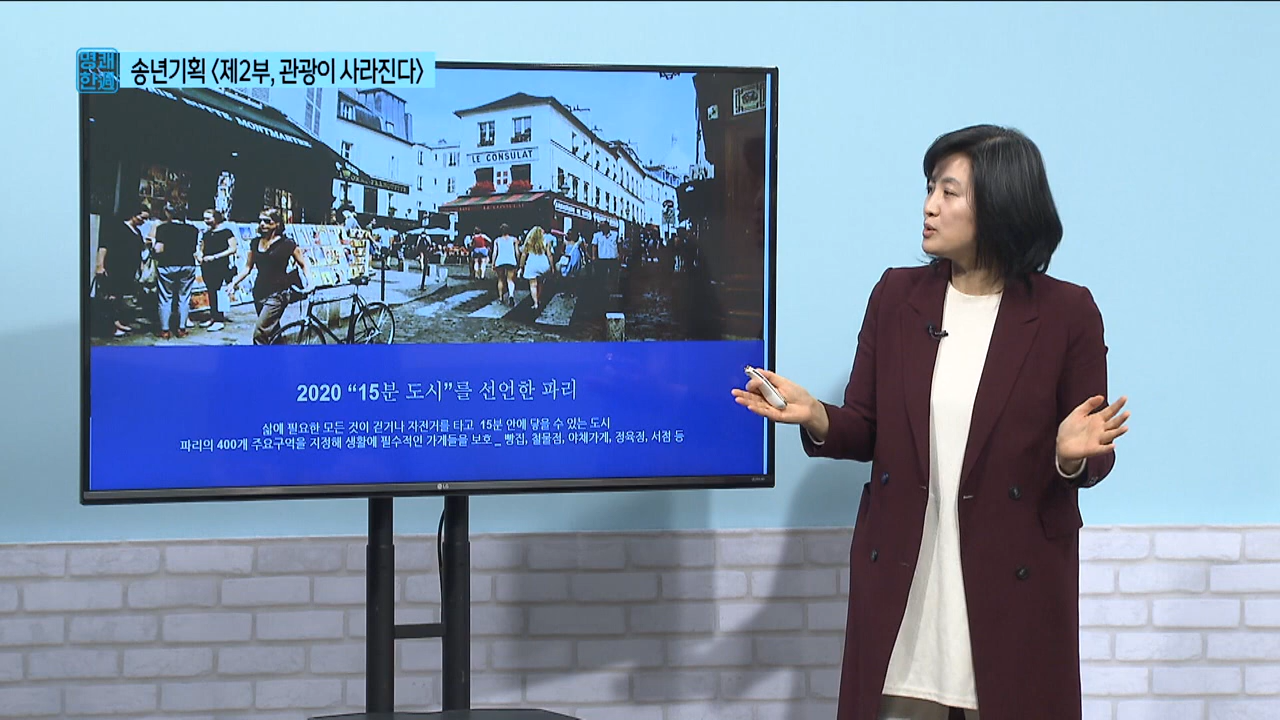 명쾌
한 송년기획 <제2부, 관광이 사라진다>
MONTMARTRE
LE CONSULAT
2020 “15분 도시”를 선언한 파리
삶에 필요한 모든 것이 걷거나 자전거를 타고 15분 안에 닿을 수 있는 도시
파리의 400개 주요구역을 지정해 생활에 필수적인 가게들을 보호 _ 빵집, 철물점, 야채가게, 정육점, 서점 등
LG